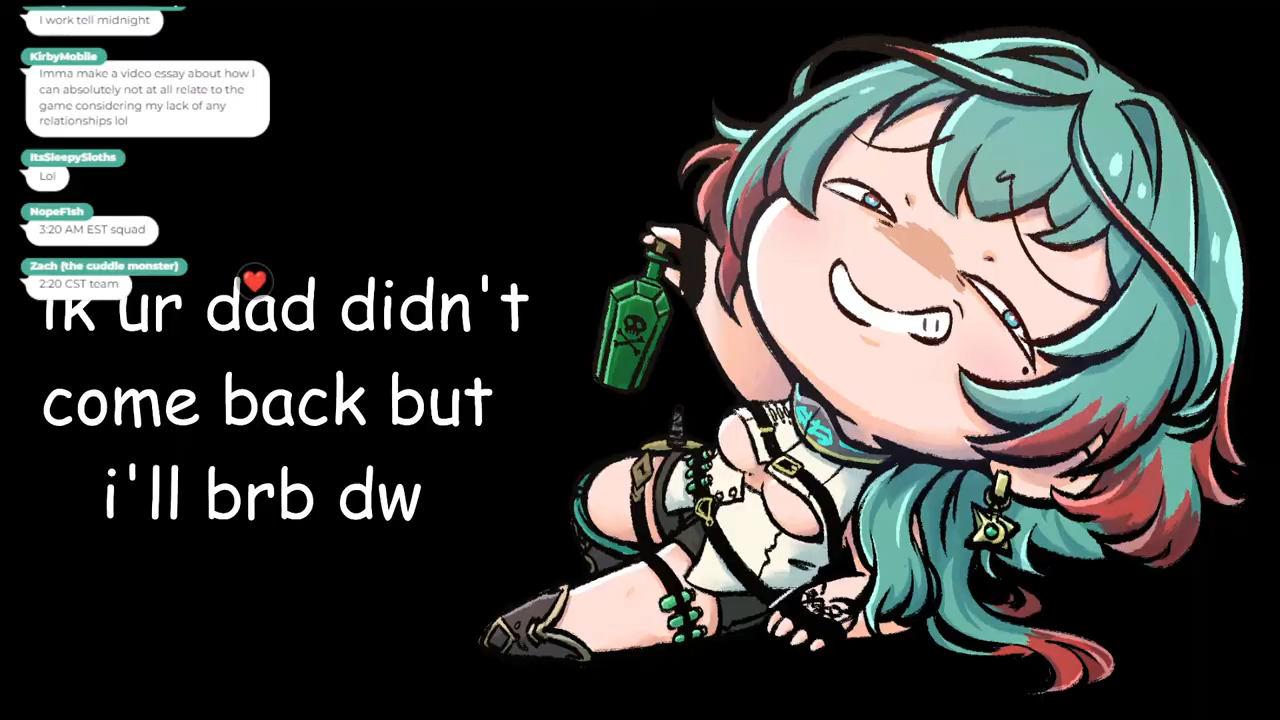 I work tell midnight
KirbyMobile
Imma make a video essay about how I
can absolutely not at all relate to the
game considering my lack of any
relationships lol
ItsSleepySloths
Lol
NopeF1sh
3:20 AM EST squad
Zach (the cuddle monster)
2:20 CST team
ik ur dad didn't
come back but
i'll brb dw